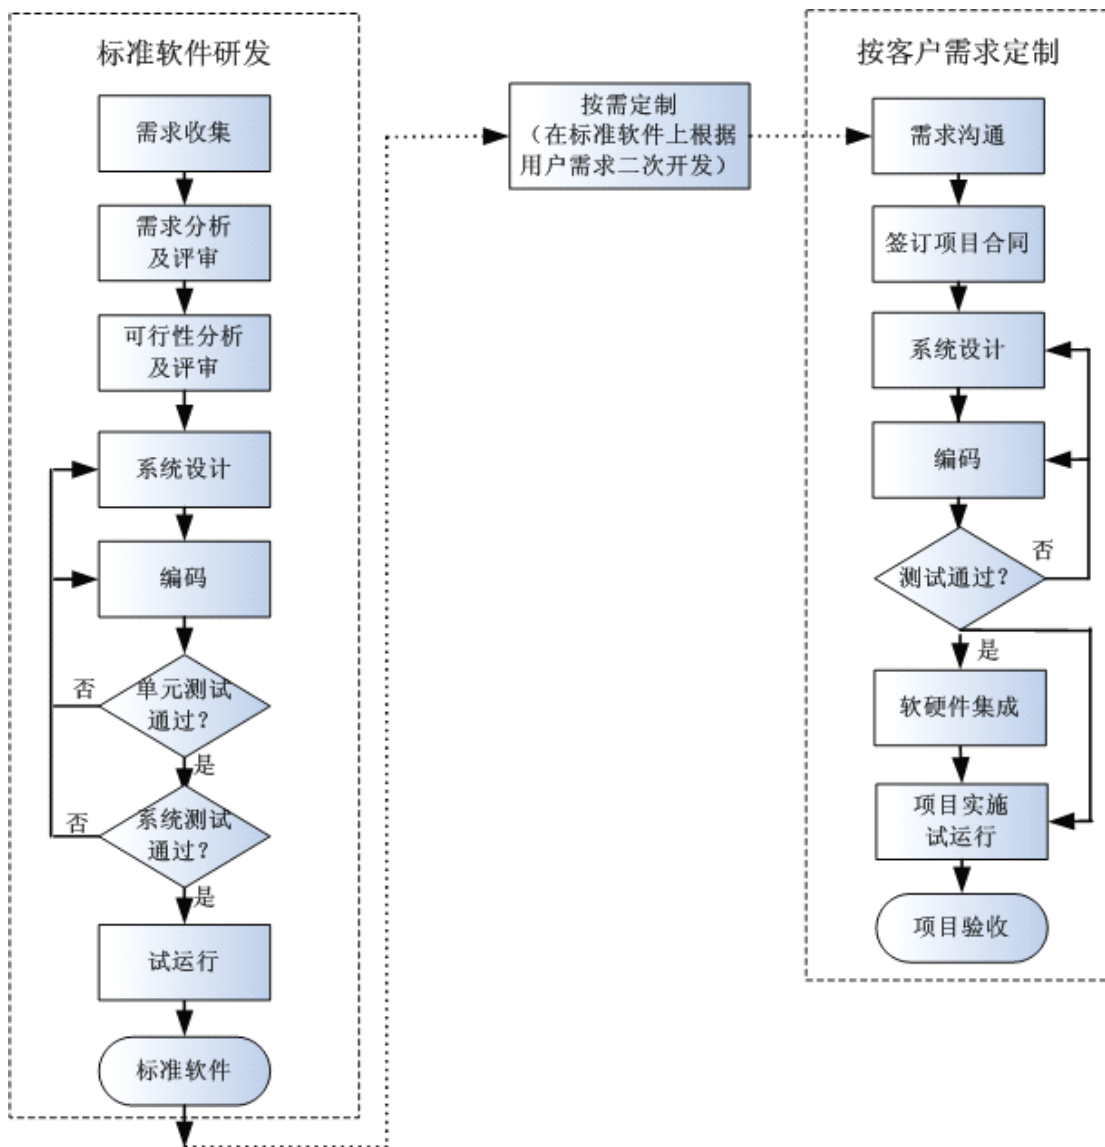 标准软件研发
需求收集
需求分析
及评审
可行性分析
及评审
系统设计
编码
否
单元测试
通过？
是
否
系统测试
通过？
是
试运行
标准软件
按需定制
（在标准软件上根据
用户需求二次开发）
按客户需求定制
需求沟通
签订项目合同
系统设计
编码
否
测试通过？
是
软硬件集成
项目实施
试运行
项目验收